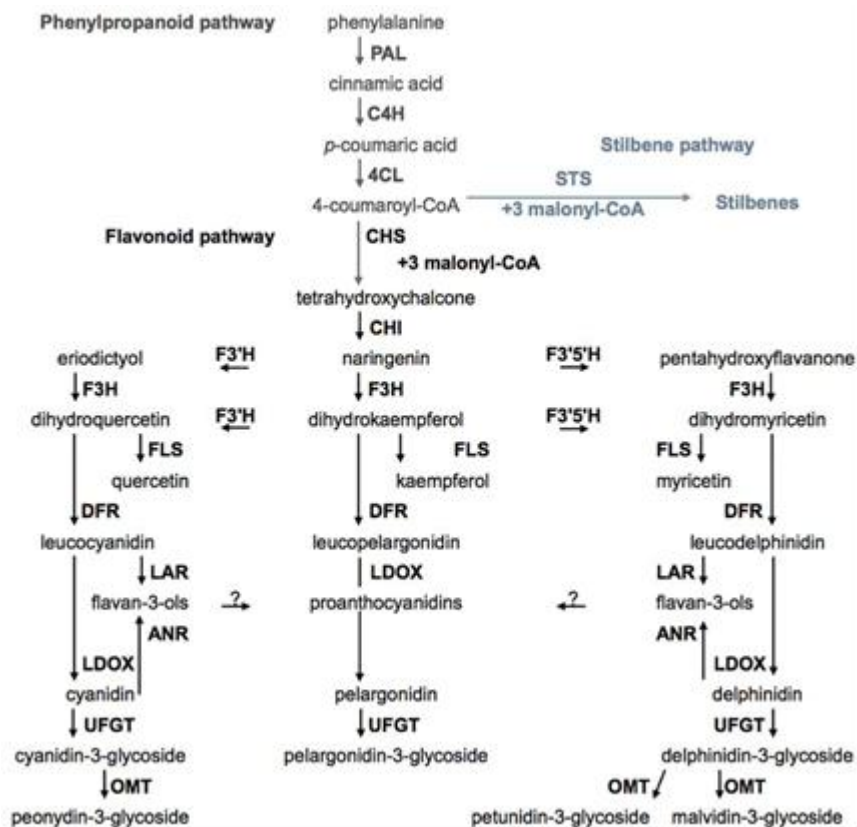 Phenylpropanoid pathway phenylalanine
PAL
cinnamic acid
C4H
p-coumaric acid Stilbene pathway
4CL STS
4-coumaroyl-CoA +3 malonyl-CoA Stilbenes
Flavonoid pathway CHS
+3 malonyl-CoA
tetrahydroxychalcone
CHI
eriodictyol F3'H naringenin F3'5'H pentahydroxyflavanone
F3H F3H F3H
dihydroquercetin F3'H dihydrokaempferol F3'5'H dihydromyricetin
FLS FLS FLS
quercetin kaempferol myricetin
DFR DFR DFR
leucocyanidin leucopelargonidin leucodelphinidin
LAR LDOX LAR
flavan-3-ols ? proanthocyanidins ? flavan-3-ols
ANR ANR
LDOX LDOX
cyanidin pelargonidin delphinidin
UFGT UFGT UFGT
cyanidin-3-glycoside pelargonidin-3-glycoside delphinidin-3-glycoside
OMT OMT OMT
peonydin-3-glycoside petunidin-3-glycoside malvidin-3-glycoside